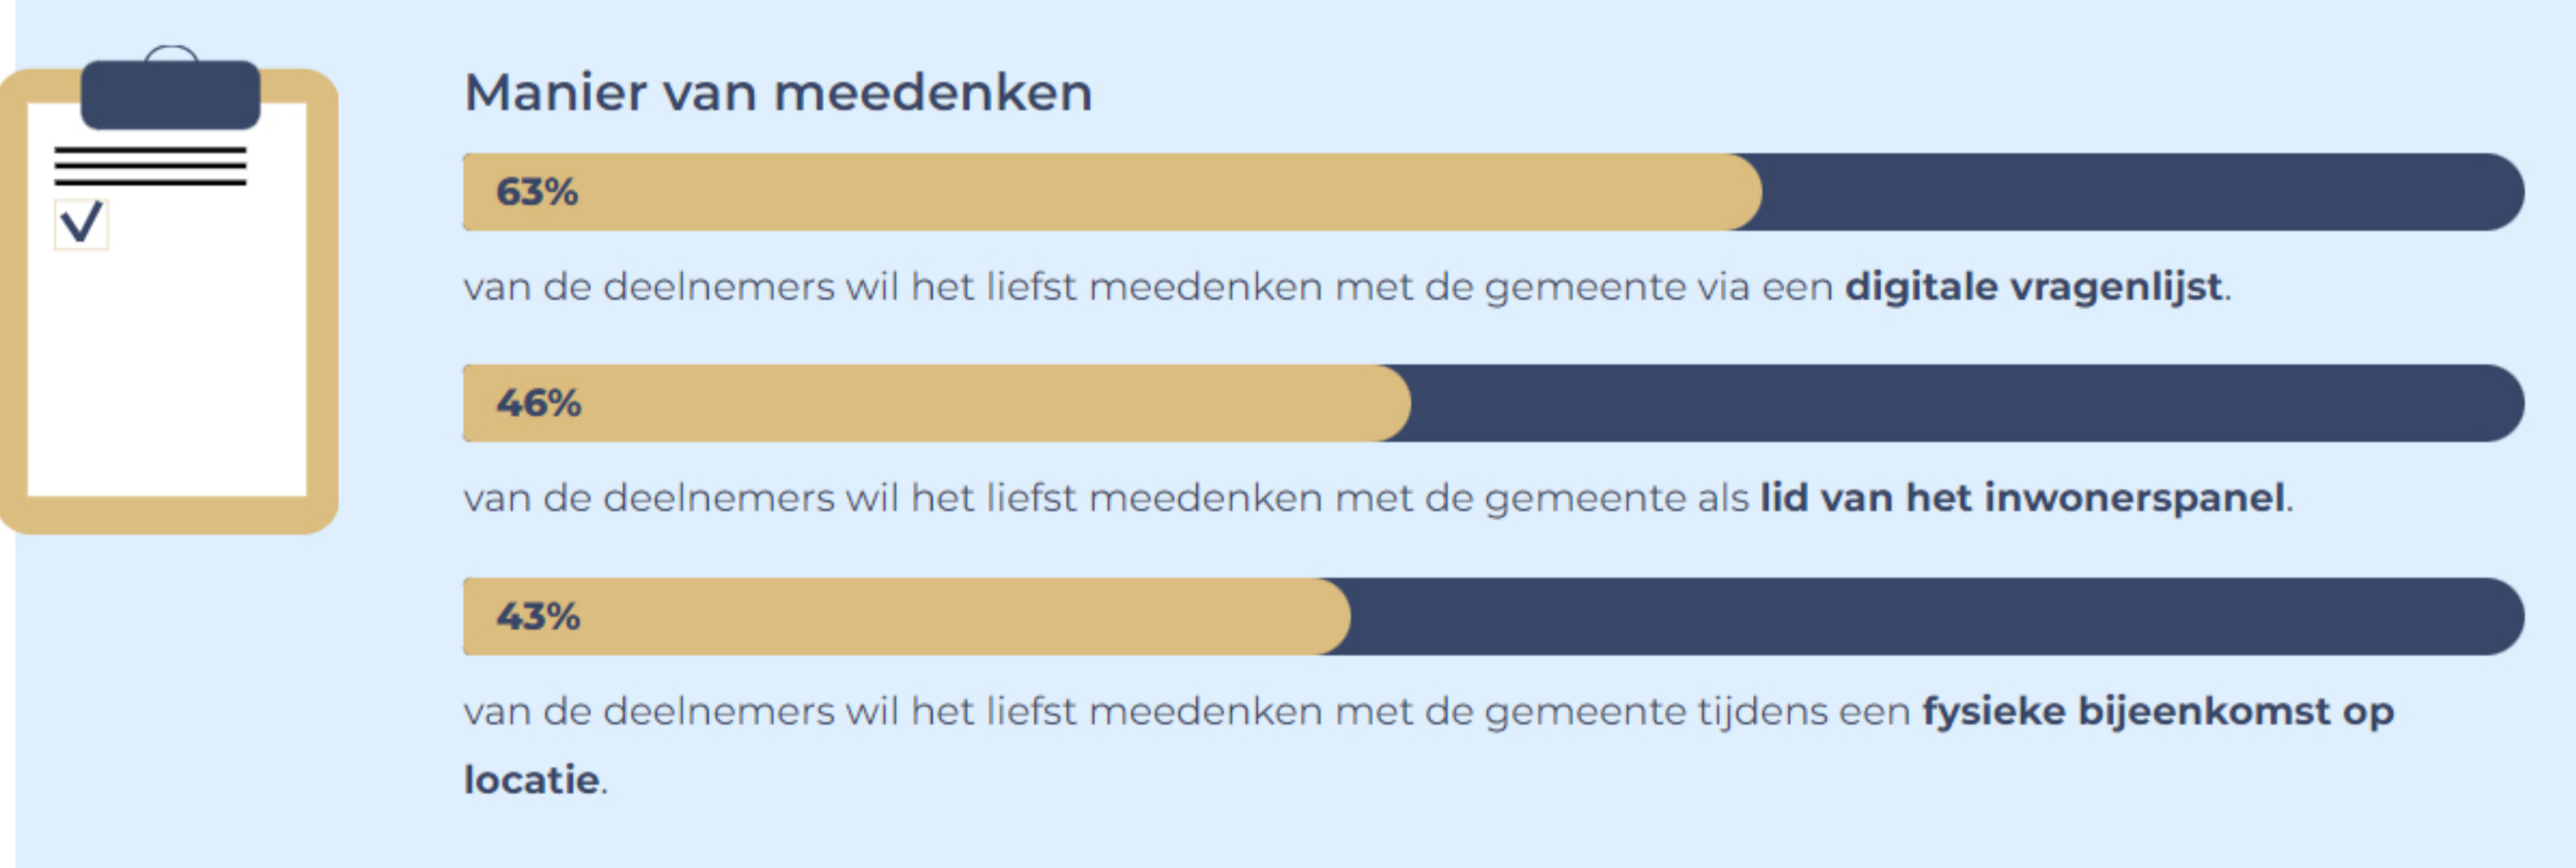 Manier van meedenken
63%
van de deelnemers wil het liefst meedenken met de gemeente via een digitale vragenlijst.
46%
van de deelnemers wil het liefst meedenken met de gemeente als lid van het inwonerspanel.
43%
van de deelnemers wil het liefst meedenken met de gemeente tijdens een fysieke bijeenkomst op
locatie.